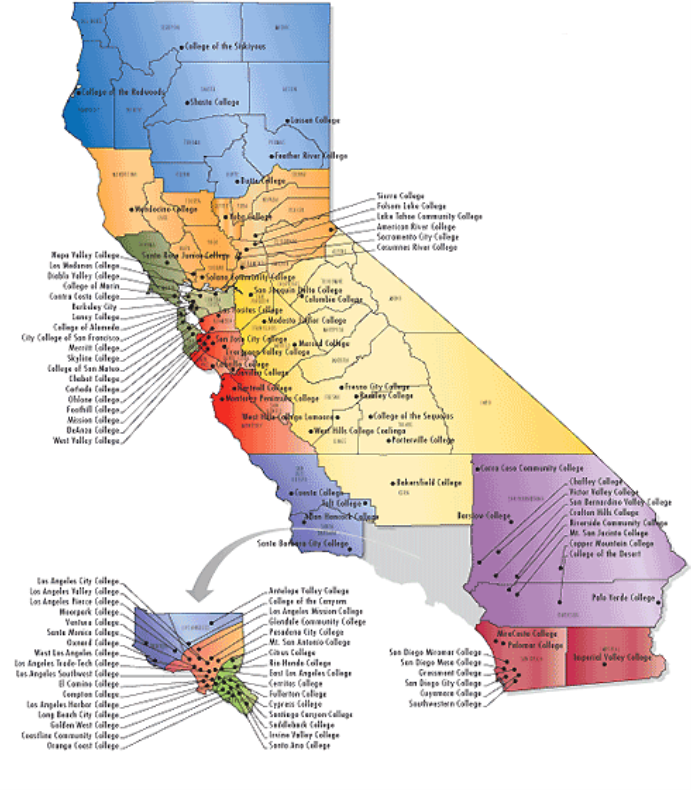 College of the Siskiyous
College of the Redwoods
Shasta College
Lassen College
Feather River College
Butte College
Mendocino College
Yuba College
Sierra College
Folsom Lake College
Lake Tahoe Community College
American River College
Sacramento City College
Cosumnes River College
Santa Rosa Junior College
Solano Community College
Napa Valley College
Los Medanos College
Diablo Valley College
College of Marin
Contra Costa College
Berkeley City
Laney College
College of Alameda
City College of San Francisco
Merritt College
Skyline College
College of San Mateo
Chabot College
Canada College
Ohlone College
Foothill College
Mission College
DeAnza College
West Valley College
San Joaquin Delta College
Columbia College
Las Positas College
Modesto Junior College
San Jose City College
Merced College
Evergreen Valley College
Hartnell College
Monterey Peninsula College
Fresno City College
Reedley College
West Hills College Lemoore
College of the Sequoias
West Hills College Coalinga
Porterville College
Bakersfield College
Cerro Coso Community College
Cuesta College
Taft College
Allan Hancock College
Santa Barbara City College
Barstow College
Chaffey College
Victor Valley College
San Bernardino Valley College
Crafton Hills College
Riverside Community College
Mt. San Jacinto College
Copper Mountain College
College of the Desert
Palo Verde College
MiraCosta College
Palomar College
Imperial Valley College
San Diego Miramar College
San Diego Mesa College
Grossmont College
San Diego City College
Cuyamaca College
Southwestern College
Los Angeles City College
Los Angeles Valley College
Los Angeles Pierce College
Moorpark College
Ventura College
Santa Monica College
Oxnard College
West Los Angeles College
Los Angeles Trade-Tech College
Los Angeles Southwest College
El Camino College
Compton College
Los Angeles Harbor College
Long Beach City College
Golden West College
Coastline Community College
Orange Coast College
Antelope Valley College
College of the Canyons
Los Angeles Mission College
Glendale Community College
Pasadena City College
Mt. San Antonio College
Citrus College
Rio Hondo College
East Los Angeles College
Cerritos College
Fullerton College
Cypress College
Santiago Canyon College
Saddleback College
Irvine Valley College
Santa Ana College